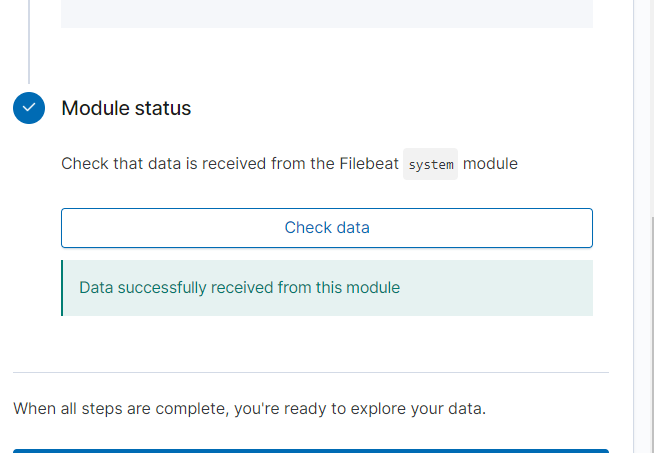 Module status
Check that data is received from the Filebeat system module
Check data
Data successfully received from this module
When all steps are complete, you're ready to explore your data.